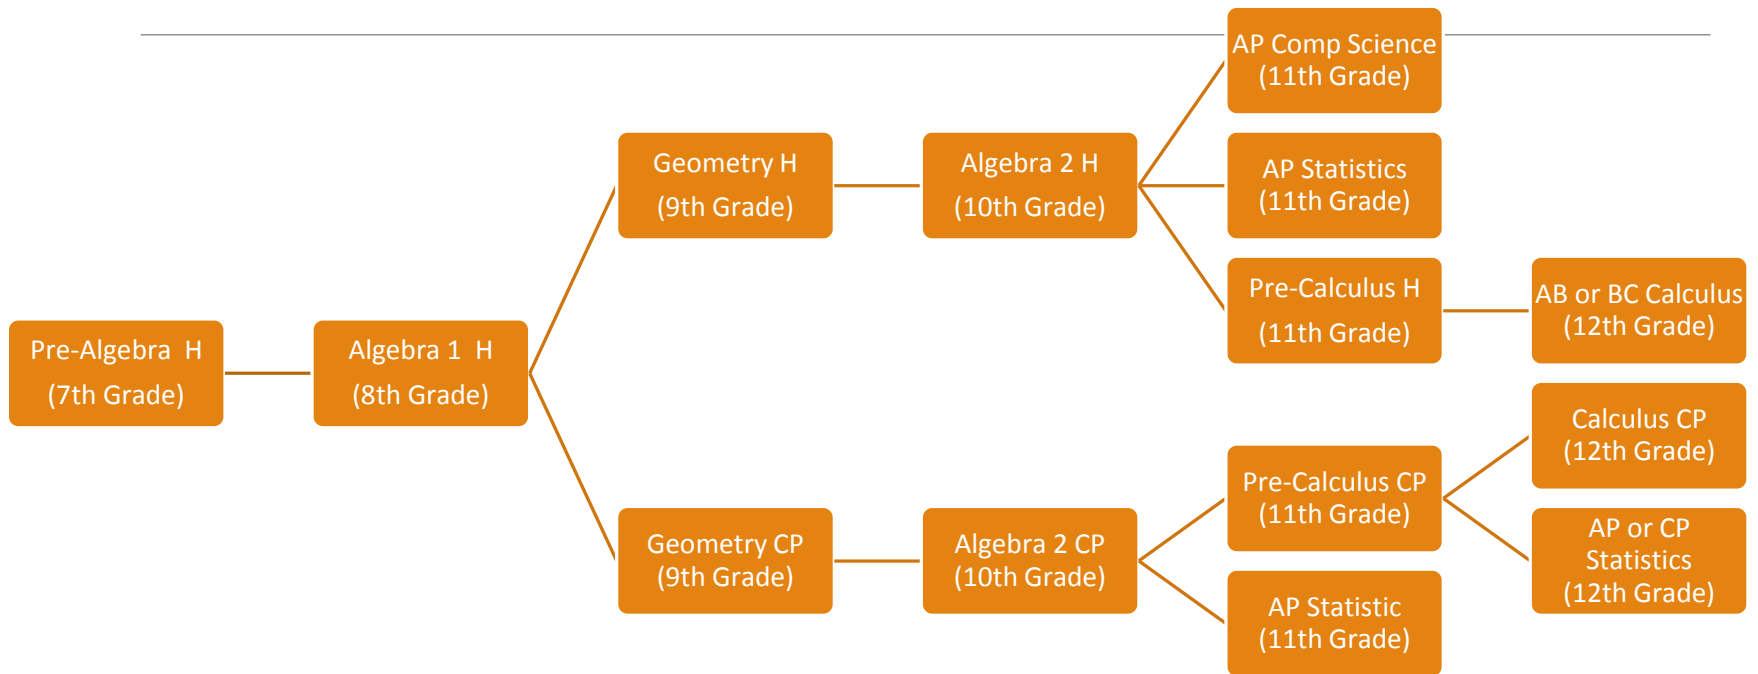 Pre-Algebra  H
(7th Grade)
Algebra 1  H
(8th Grade)
Geometry H
(9th Grade)
Algebra 2 H
(10th Grade)
AP Comp Science
(11th Grade)
AP Statistics
(11th Grade)
Pre-Calculus H
(11th Grade)
AB or BC Calculus
(12th Grade)
Geometry CP
(9th Grade)
Algebra 2 CP
(10th Grade)
Pre-Calculus CP
(11th Grade)
Calculus CP
(12th Grade)
AP or CP
Statistics
(12th Grade)
AP Statistic
(11th Grade)